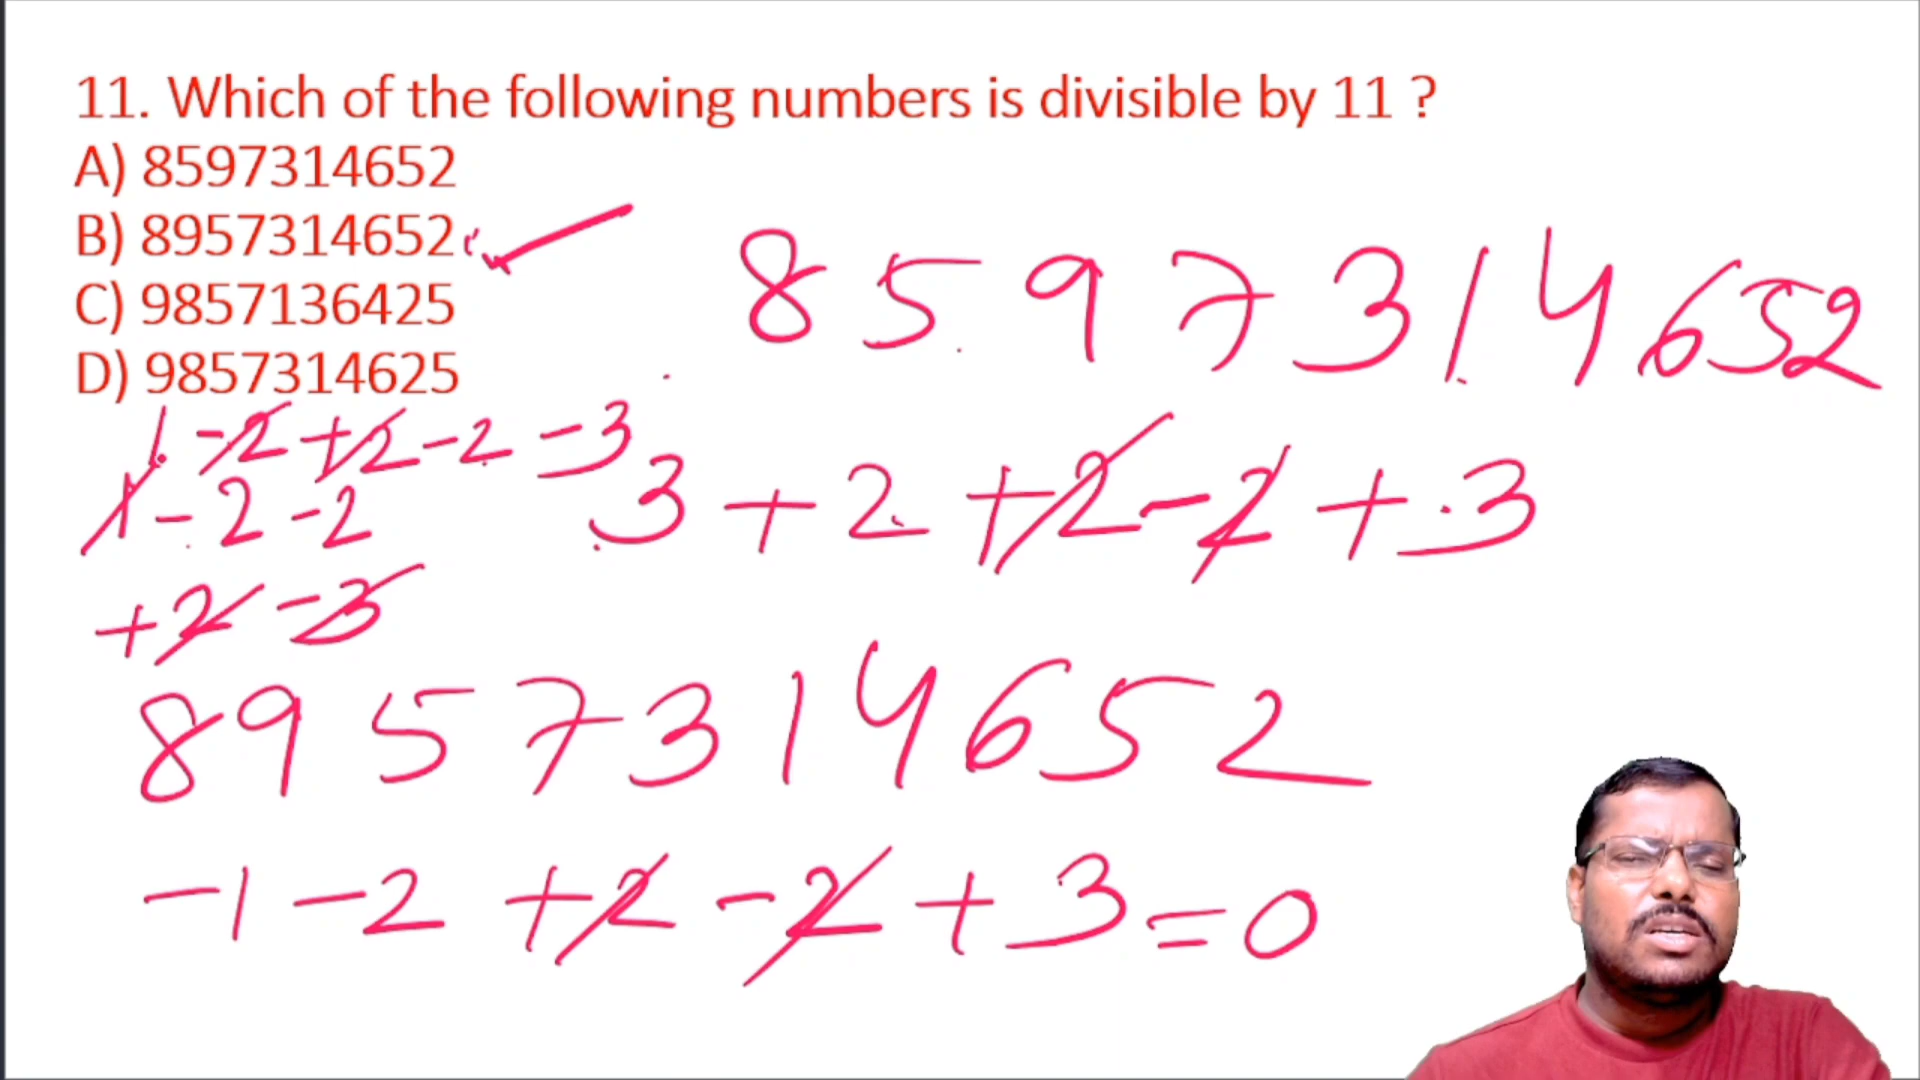 11. Which of the following numbers is divisible by 11 ?
A) 8597314652
B) 8957314652
C) 9857136425
D) 9857314625
8597314652
1 -2 +2 -2 -3
1 -2 -2
3 + 2 + 2 - 2 + 3
+2 -3
8957314652
-1 -2 +2 -2 +3 = 0